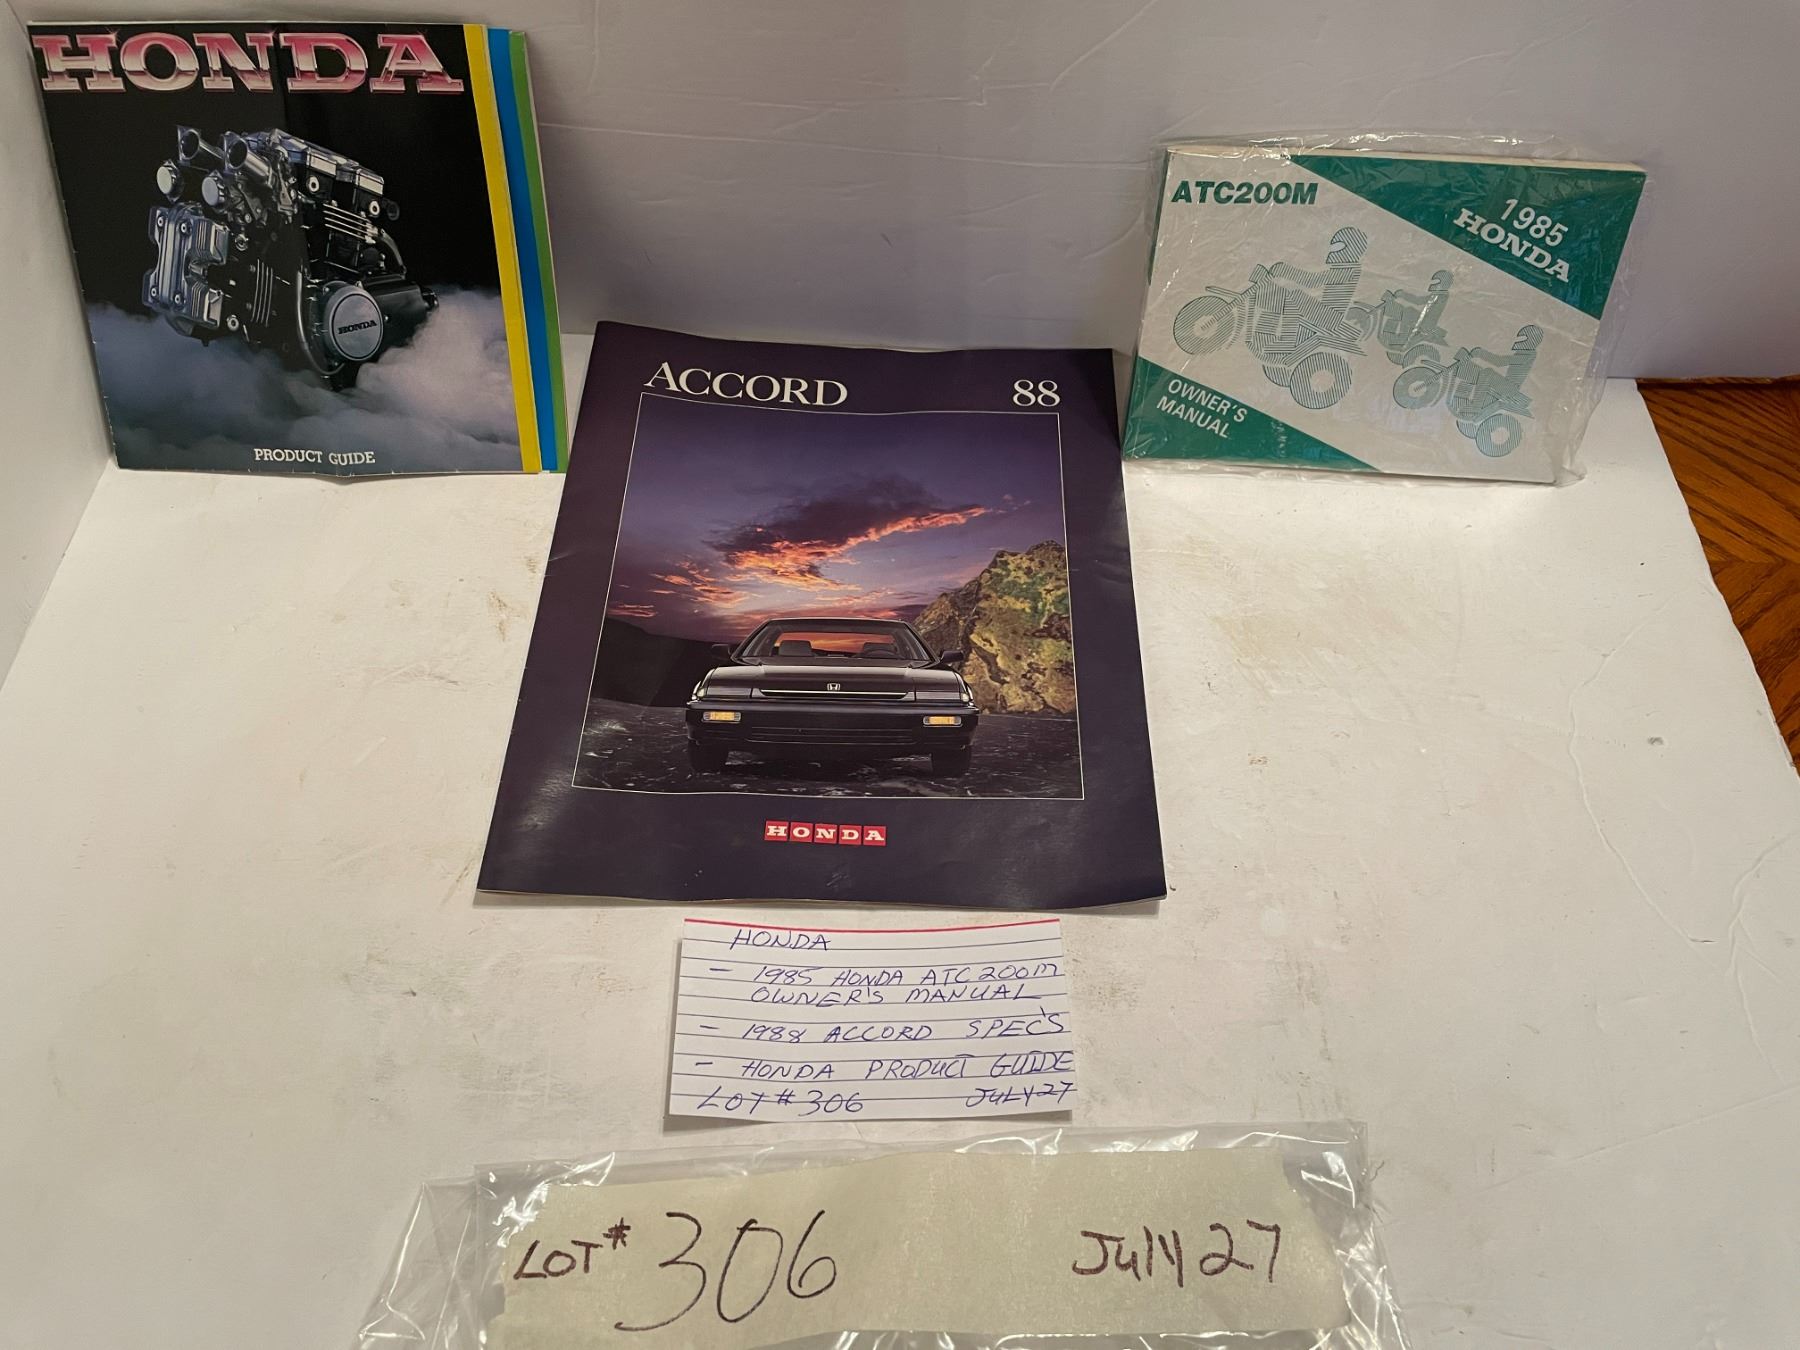 HONDA
HONDA
PRODUCT GUIDE
ACCORD 88
HONDA
ATC200M
1985
HONDA
OWNER'S
MANUAL
HONDA
- 1985 HONDA ATC 200M
OWNER'S MANUAL
- 1988 ACCORD SPEC'S
- HONDA PRODUCT GUIDE
LOT # 306 JULY 27
LOT # 306 July 27